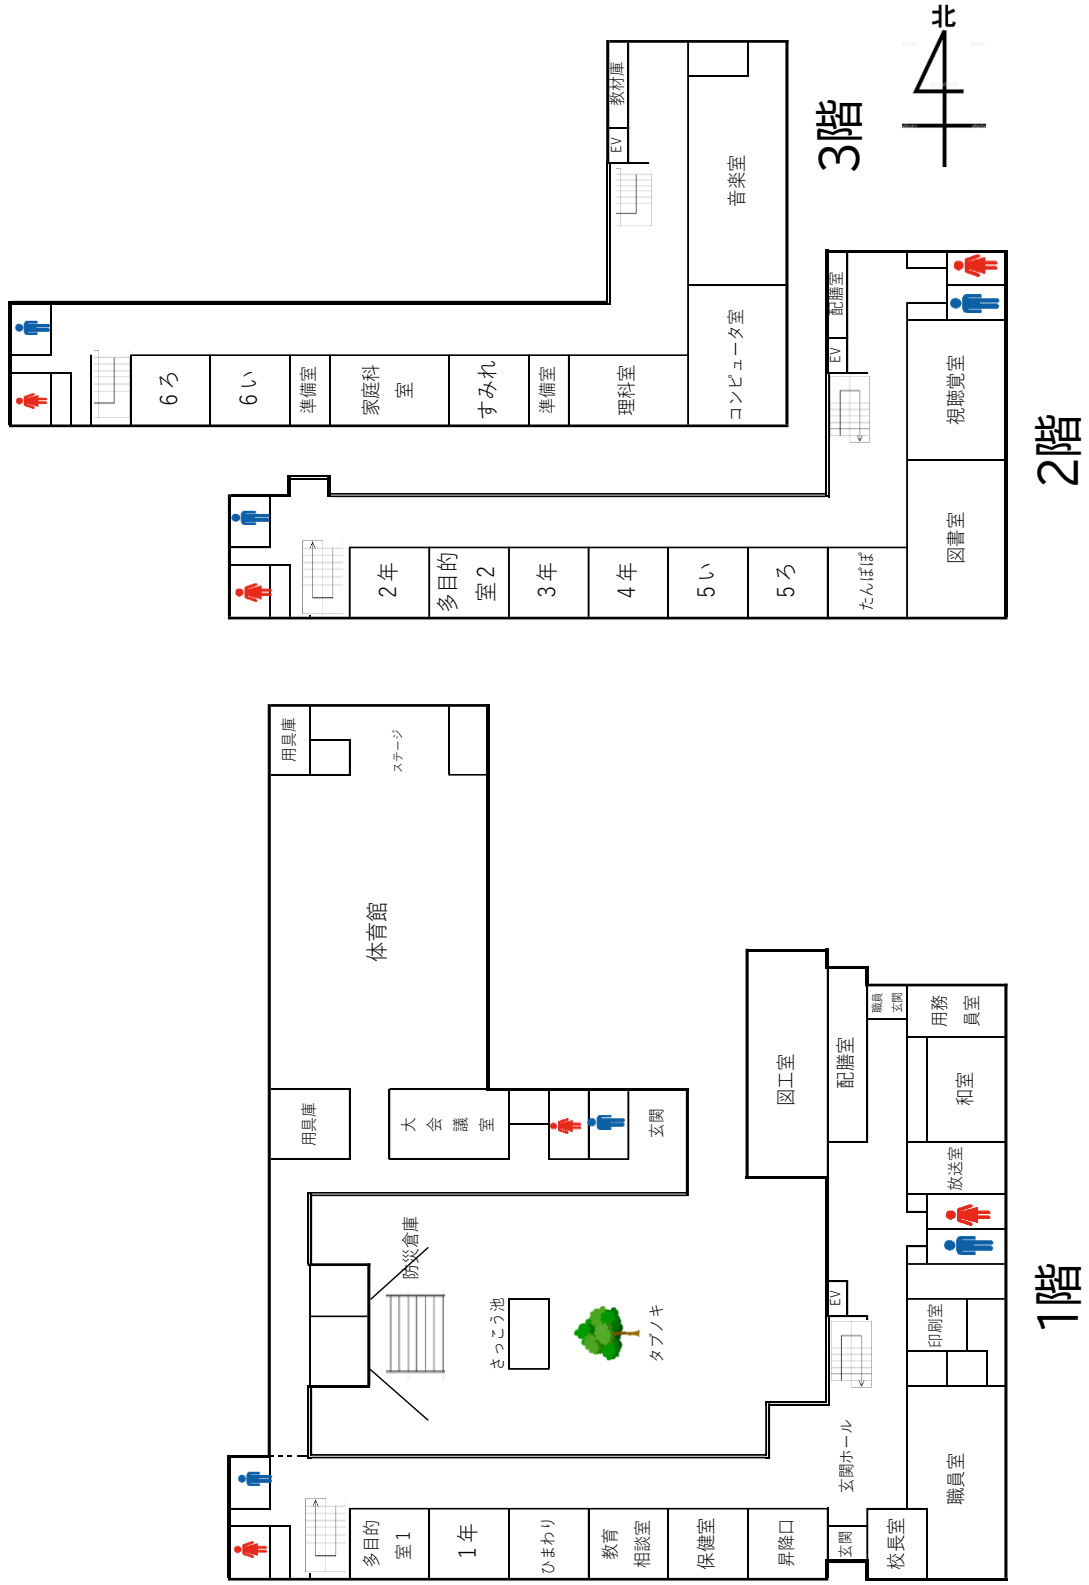 北
3階
教材庫
EV
音楽室
コンピュータ室
6ろ
6い
準備室
家庭科
室
すみれ
準備室
理科室
2階
配膳室
EV
視聴覚室
図書室
2年
多目的
室2
3年
4年
5い
5ろ
たんぽぽ
1階
用具庫
ステージ
体育館
用具庫
大会議室
玄関
図工室
配膳室
職員
玄関
用務
員室
和室
放送室
印刷室
EV
防災倉庫
さっこう池
タブノキ
玄関ホール
職員室
多目的
室1
1年
ひまわり
教育
相談室
保健室
昇降口
玄関
校長室